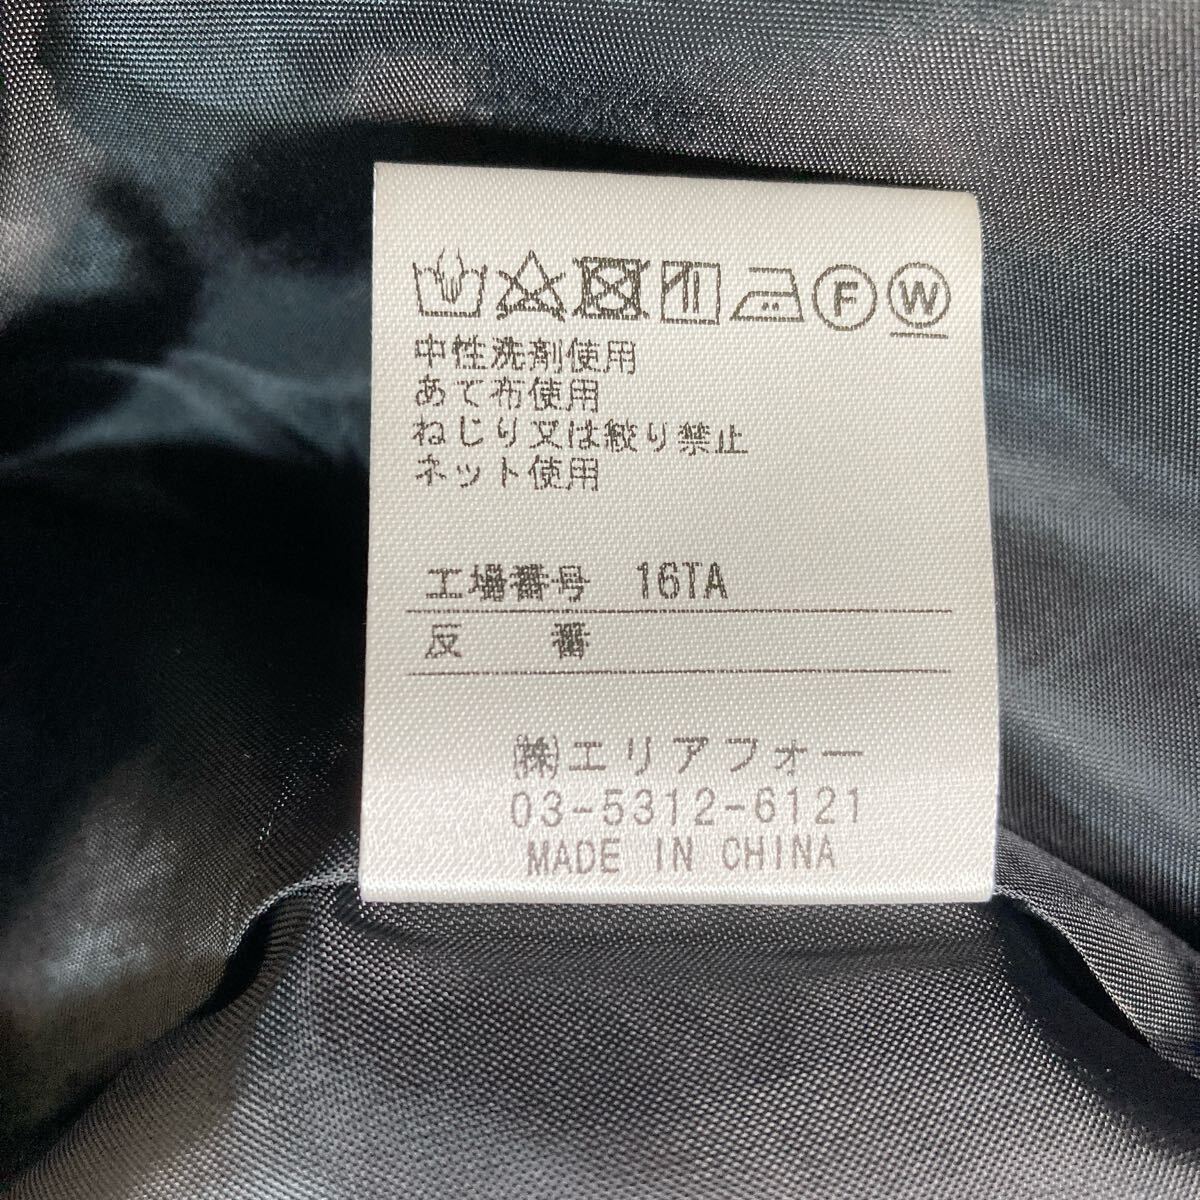 F W
中性洗剤使用
あて布使用
ねじり又は絞り禁止
ネット使用
工場番号 16TA
反 番
㈱エリアフォー
03-5312-6121
MADE IN CHINA